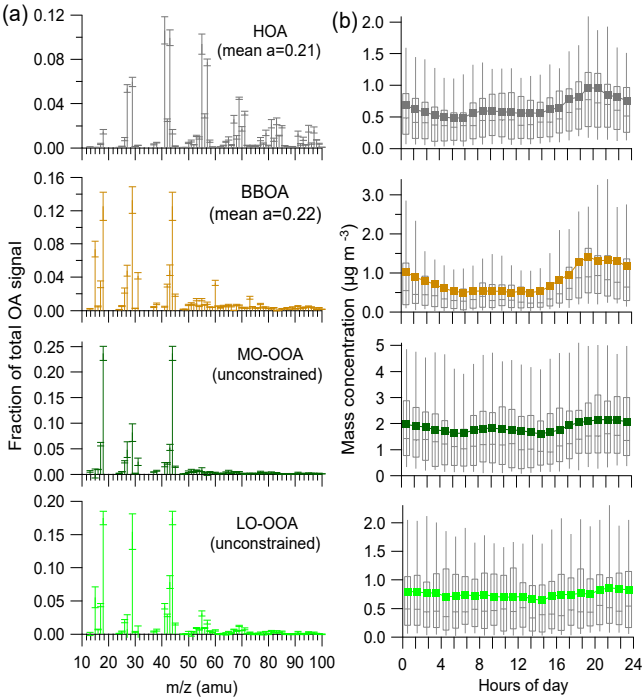 (a)
(b)
HOA
(mean a=0.21)
0.12
0.08
0.04
0.00
2.0
1.5
1.0
0.5
0.0
BBOA
(mean a=0.22)
0.16
0.12
0.08
0.04
0.00
3.0
2.0
1.0
0.0
MO-OOA
(unconstrained)
0.25
0.20
0.15
0.10
0.05
0.00
5
4
3
2
1
0
LO-OOA
(unconstrained)
0.20
0.15
0.10
0.05
0.00
2.0
1.5
1.0
0.5
0.0
Fraction of total OA signal
Mass concentration (µg m⁻³)
10 20 30 40 50 60 70 80 90 100
m/z (amu)
0 4 8 12 16 20 24
Hours of day